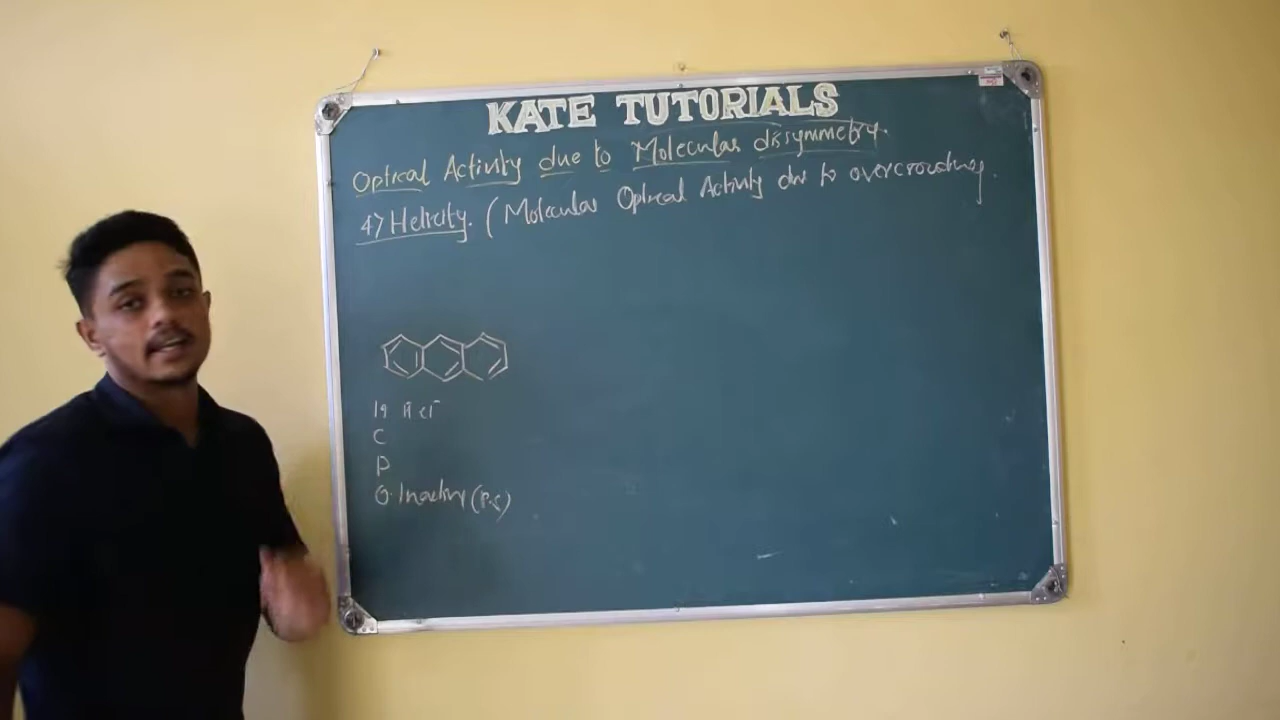 KATE TUTORIALS
Optical Activity due to Molecular dissymmetry.
4> Helicity. (Molecular Optical Activity due to overcrowding.
C
P
O. Inactive (P.S)